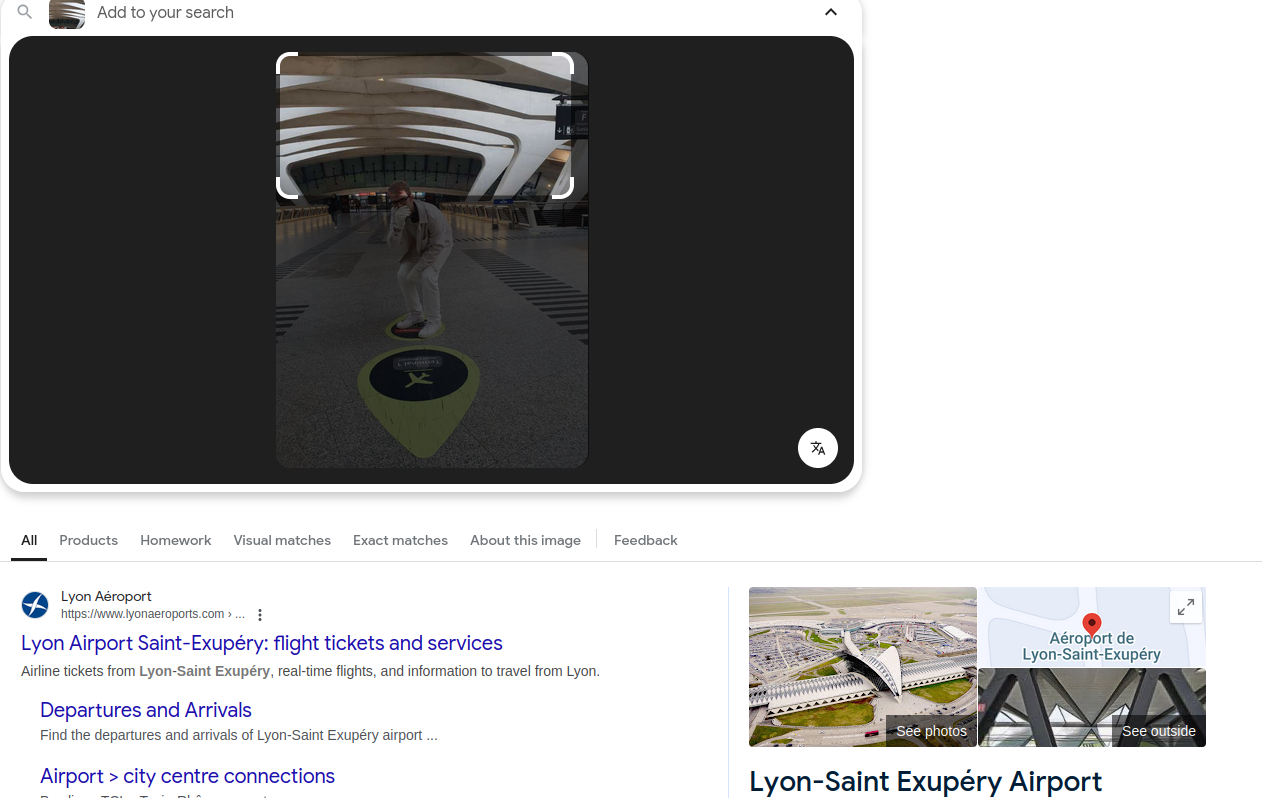 Add to your search
F
Terminal 1
All
Products
Homework
Visual matches
Exact matches
About this image
Feedback
Lyon Aéroport
https://www.lyonaeroports.com › ...
Lyon Airport Saint-Exupéry: flight tickets and services
Airline tickets from Lyon-Saint Exupéry, real-time flights, and information to travel from Lyon.
Departures and Arrivals
Find the departures and arrivals of Lyon-Saint Exupéry airport ...
Airport > city centre connections
Aéroport de
Lyon-Saint-Exupéry
See photos
See outside
Lyon-Saint Exupéry Airport